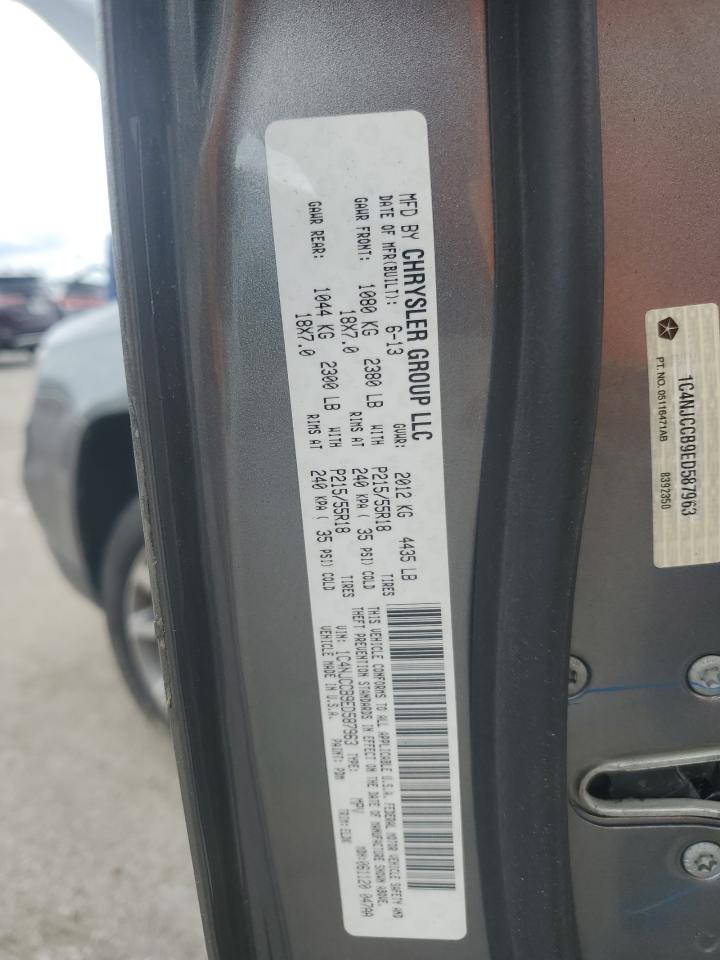 MFD BY CHRYSLER GROUP LLC
DATE OF MFR(BUILT): 6-13 GVWR: 2012 KG 4435 LB
GAWR FRONT: 1080 KG 2380 LB WITH P215/55R18 TIRES
18X7.0 RIMS AT 240 KPA ( 35 PSI) COLD
GAWR REAR: 1044 KG 2300 LB WITH P215/55R18 TIRES
18X7.0 RIMS AT 240 KPA ( 35 PSI) COLD
THIS VEHICLE CONFORMS TO ALL APPLICABLE U.S.A. FEDERAL MOTOR VEHICLE SAFETY AND
THEFT PREVENTION STANDARDS IN EFFECT ON THE DATE OF MANUFACTURE SHOWN ABOVE.
VIN: 1C4NJCCB9ED587963 TYPE: MPV MDH:061120 047AA
VEHICLE MADE IN U.S.A. PAINT: PDM TRIM:
1C4NJCCB9ED587963
PT. NO. 05116471AB 8392350